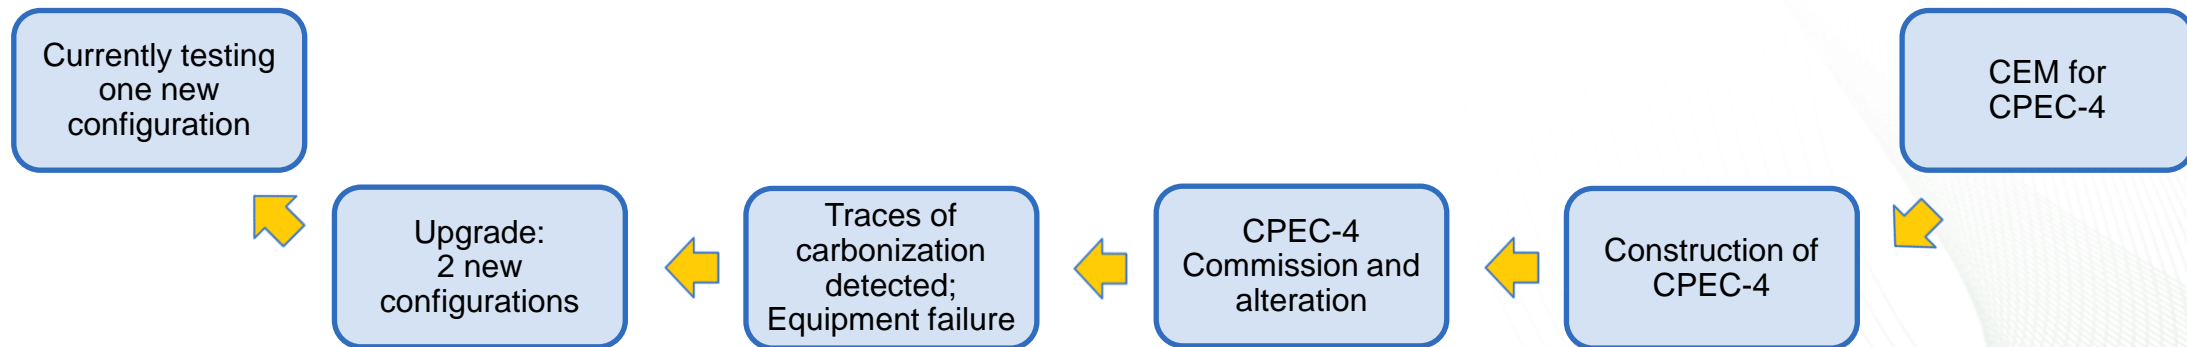 Currently testing
one new
configuration
Upgrade:
2 new
configurations
Traces of
carbonization
detected;
Equipment failure
CPEC-4
Commission and
alteration
Construction of
CPEC-4
CEM for
CPEC-4